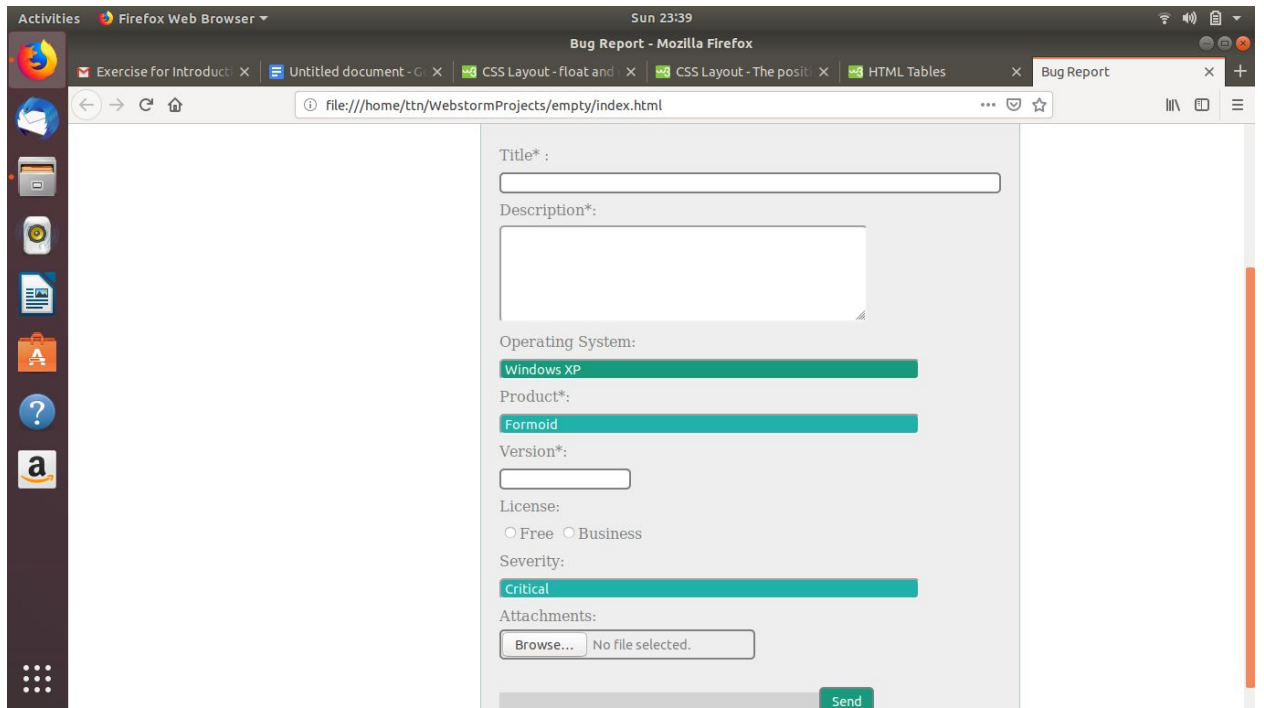 Activities Firefox Web Browser Sun 23:39
Bug Report - Mozilla Firefox
Exercise for Introducti Untitled document - Go CSS Layout - float and CSS Layout - The positi HTML Tables Bug Report
file:///home/ttn/WebstormProjects/empty/index.html
Title* :
Description*:
Operating System:
Windows XP
Product*:
Formoid
Version*:
License:
Free Business
Severity:
Critical
Attachments:
Browse... No file selected.
Send